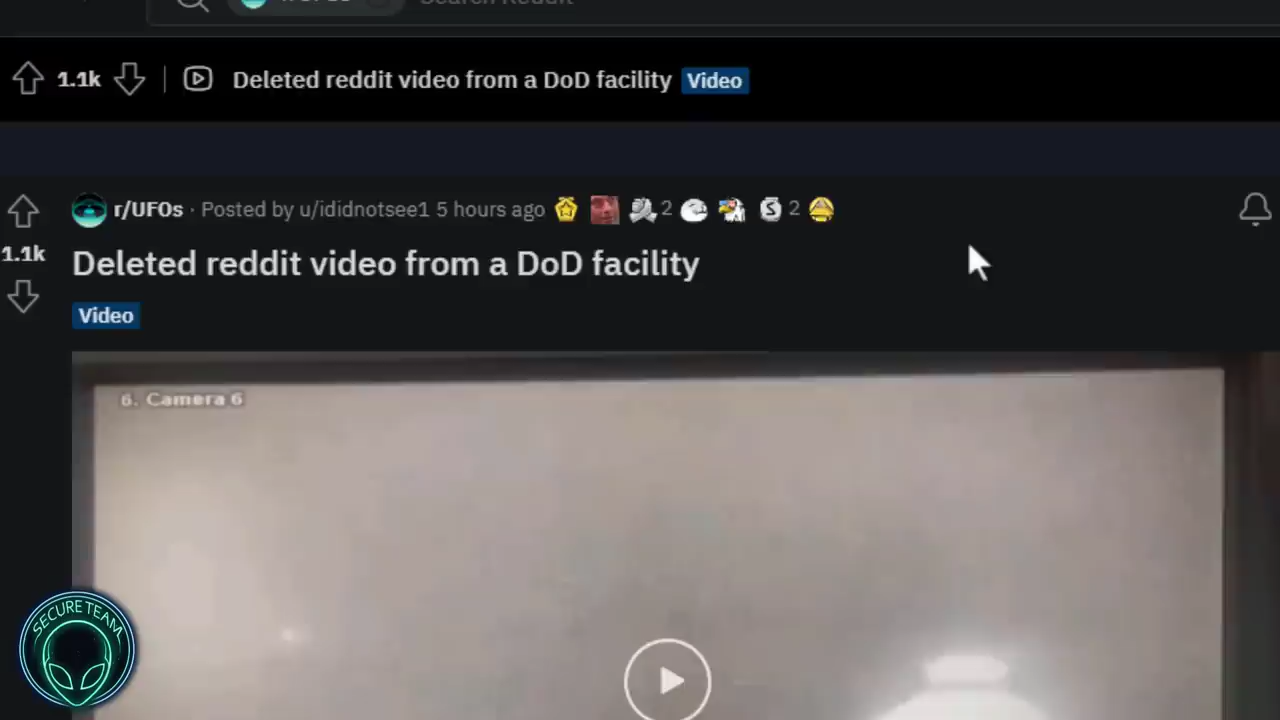 1.1k
Deleted reddit video from a DoD facility Video
r/UFOs · Posted by u/ididnotsee1 5 hours ago 2 2
1.1k
Deleted reddit video from a DoD facility
Video
6. Camera 6
SECURE TEAM